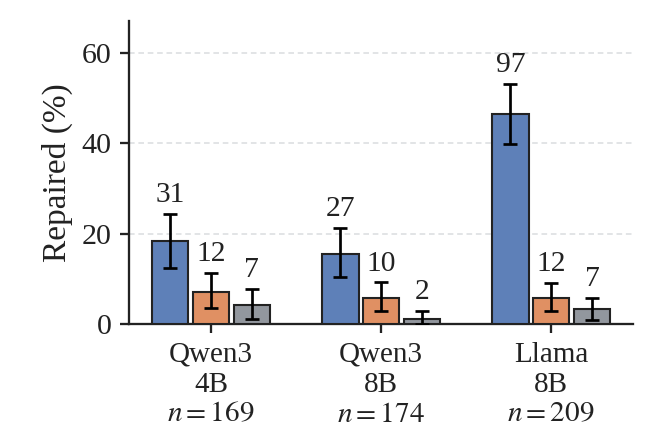 Repaired (%)
60
40
20
0
31
12
7
27
10
2
97
12
7
Qwen3
4B
n = 169
Qwen3
8B
n = 174
Llama
8B
n = 209